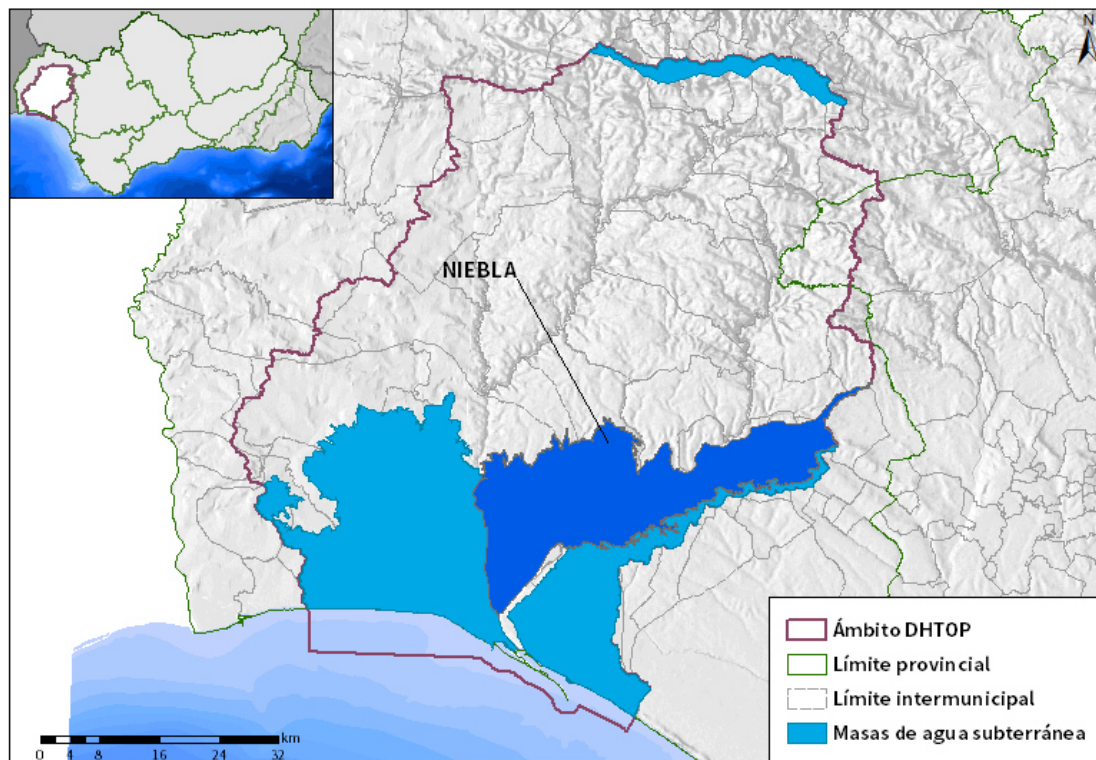 N
NIEBLA
Ámbito DHTOP
Límite provincial
Límite intermunicipal
Masas de agua subterránea
km
0 4 8 16 24 32